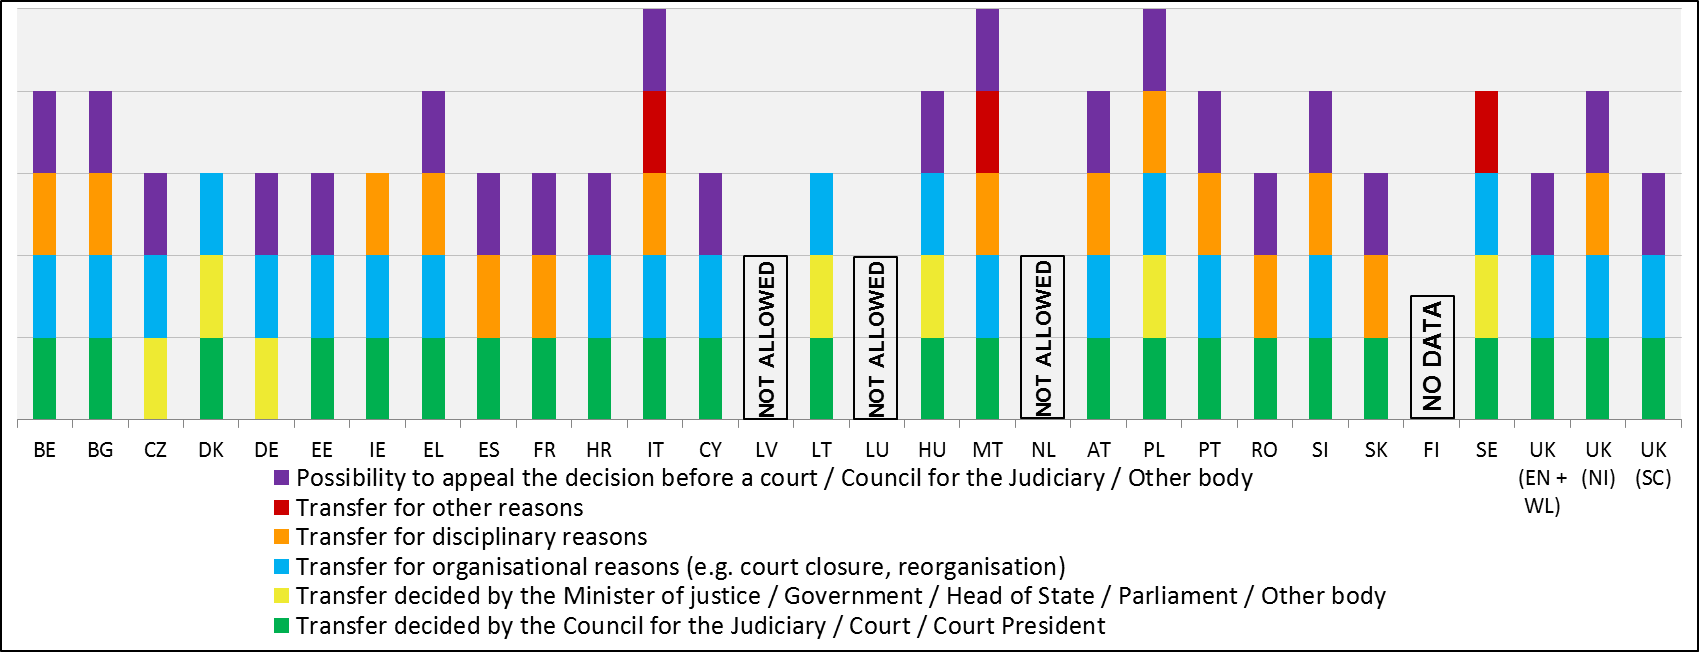 NOT ALLOWED
NOT ALLOWED
NOT ALLOWED
NO DATA
BE BG CZ DK DE EE IE EL ES FR HR IT CY LV LT LU HU MT NL AT PL PT RO SI SK FI SE UK UK UK
(EN + (NI) (SC)
WL)
Possibility to appeal the decision before a court / Council for the Judiciary / Other body
Transfer for other reasons
Transfer for disciplinary reasons
Transfer for organisational reasons (e.g. court closure, reorganisation)
Transfer decided by the Minister of justice / Government / Head of State / Parliament / Other body
Transfer decided by the Council for the Judiciary / Court / Court President